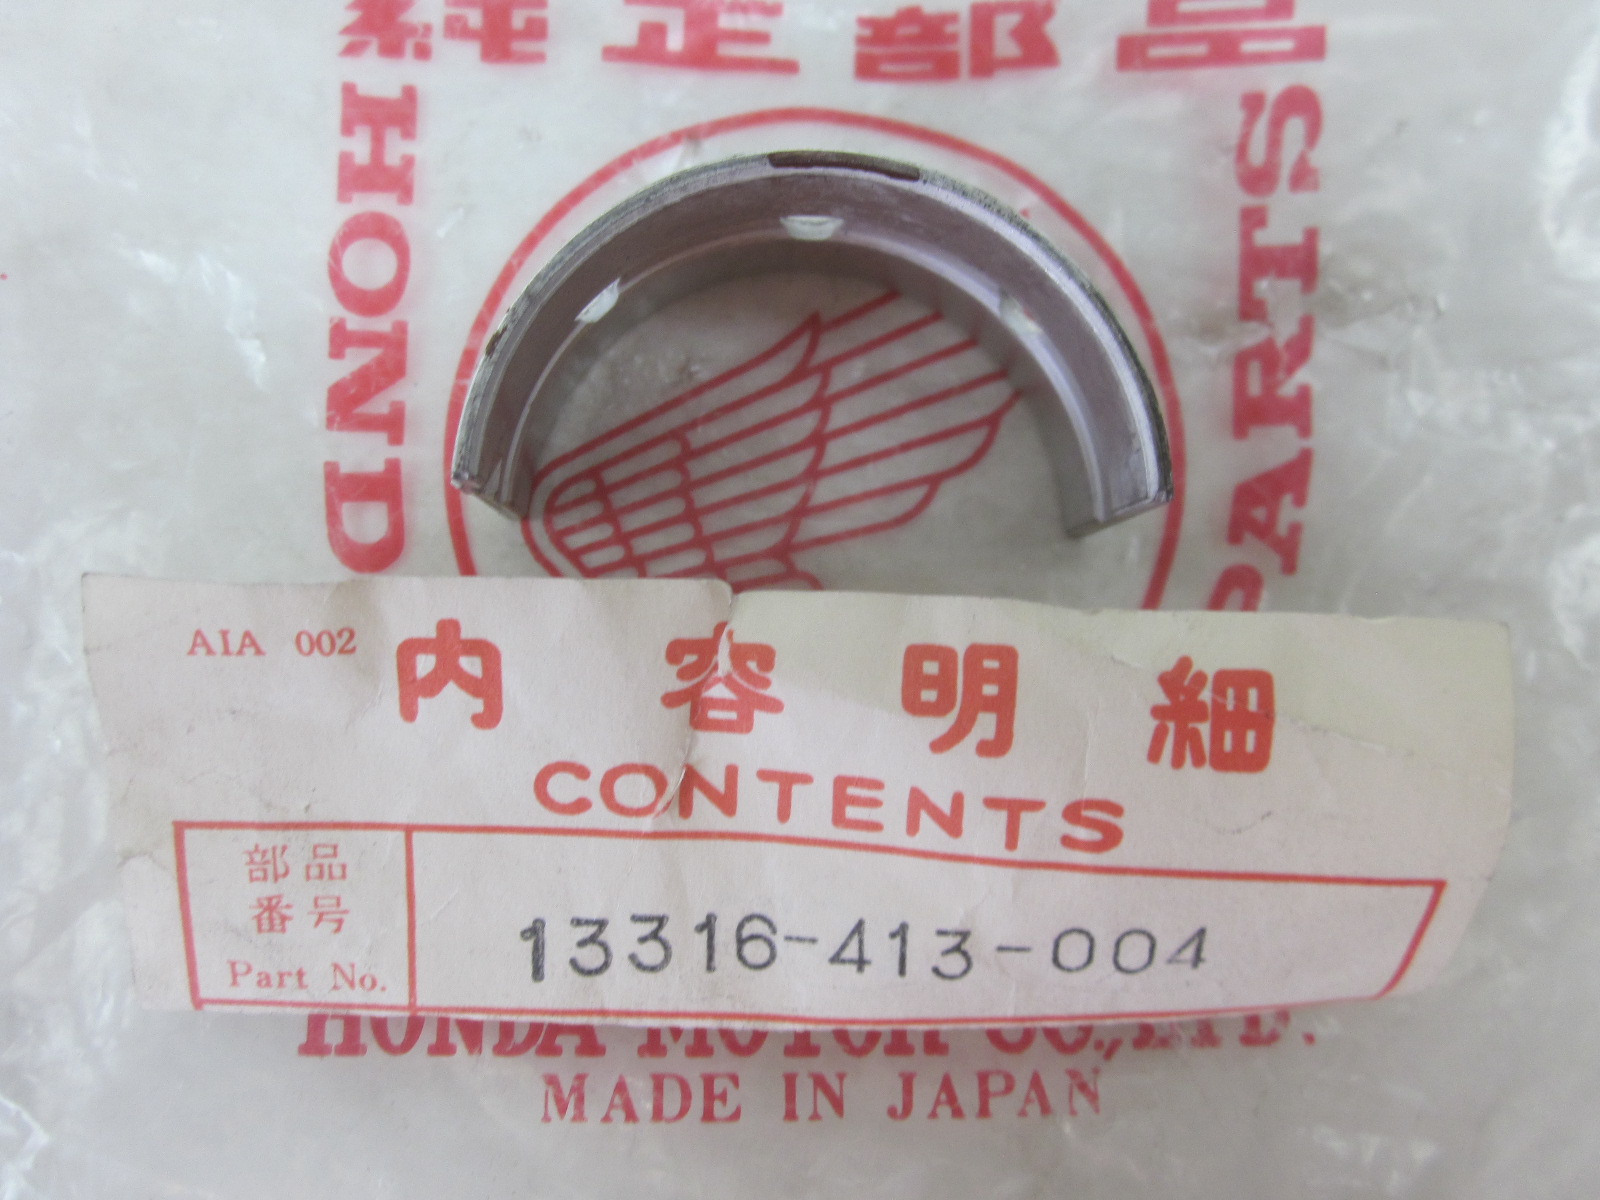 純正部品
HOND
PARTS
AIA 002
内容明細
CONTENTS
部品
番号
Part No.
13316-413-004
HONDA MOTOR CO., LTD.
MADE IN JAPAN